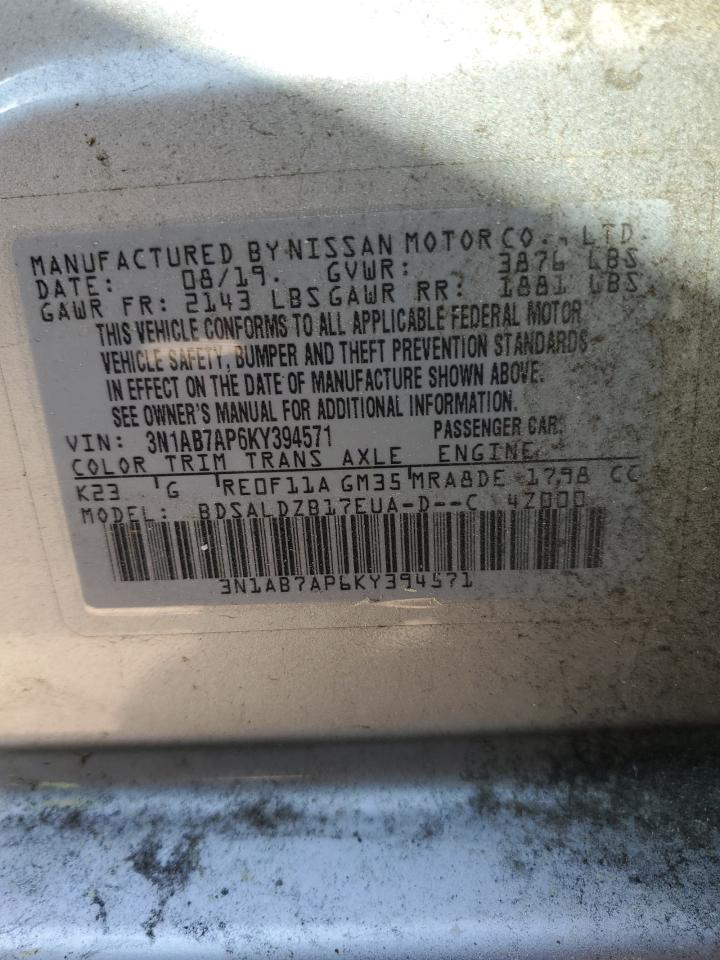 MANUFACTURED BY NISSAN MOTOR CO., LTD.
DATE: 08/19. GVWR: 3876 LBS
GAWR FR: 2143 LBS GAWR RR: 1881 LBS
THIS VEHICLE CONFORMS TO ALL APPLICABLE FEDERAL MOTOR
VEHICLE SAFETY, BUMPER AND THEFT PREVENTION STANDARDS
IN EFFECT ON THE DATE OF MANUFACTURE SHOWN ABOVE.
SEE OWNER'S MANUAL FOR ADDITIONAL INFORMATION.
VIN: 3N1AB7AP6KY394571 PASSENGER CAR
COLOR TRIM TRANS AXLE ENGINE
K23 G RE0F11A GM35 MRA8DE 1798 CC
MODEL: BDSALDZB17EUA-D--C 4Z000
3N1AB7AP6KY394571